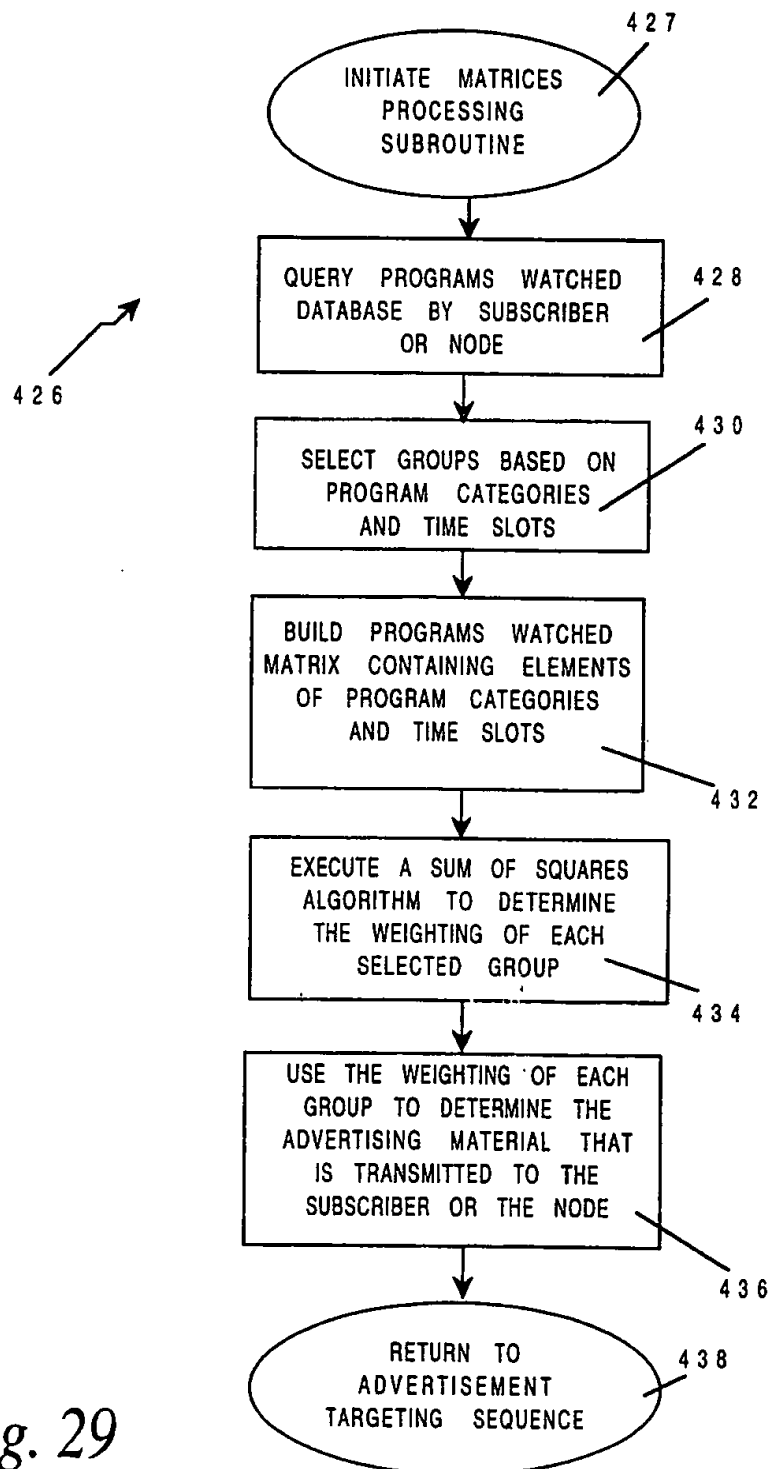 427
INITIATE MATRICES
PROCESSING
SUBROUTINE
QUERY PROGRAMS WATCHED
DATABASE BY SUBSCRIBER
OR NODE
428
426
430
SELECT GROUPS BASED ON
PROGRAM CATEGORIES
AND TIME SLOTS
BUILD PROGRAMS WATCHED
MATRIX CONTAINING ELEMENTS
OF PROGRAM CATEGORIES
AND TIME SLOTS
432
EXECUTE A SUM OF SQUARES
ALGORITHM TO DETERMINE
THE WEIGHTING OF EACH
SELECTED GROUP
434
USE THE WEIGHTING OF EACH
GROUP TO DETERMINE THE
ADVERTISING MATERIAL THAT
IS TRANSMITTED TO THE
SUBSCRIBER OR THE NODE
436
RETURN TO
ADVERTISEMENT
TARGETING SEQUENCE
438
g. 29